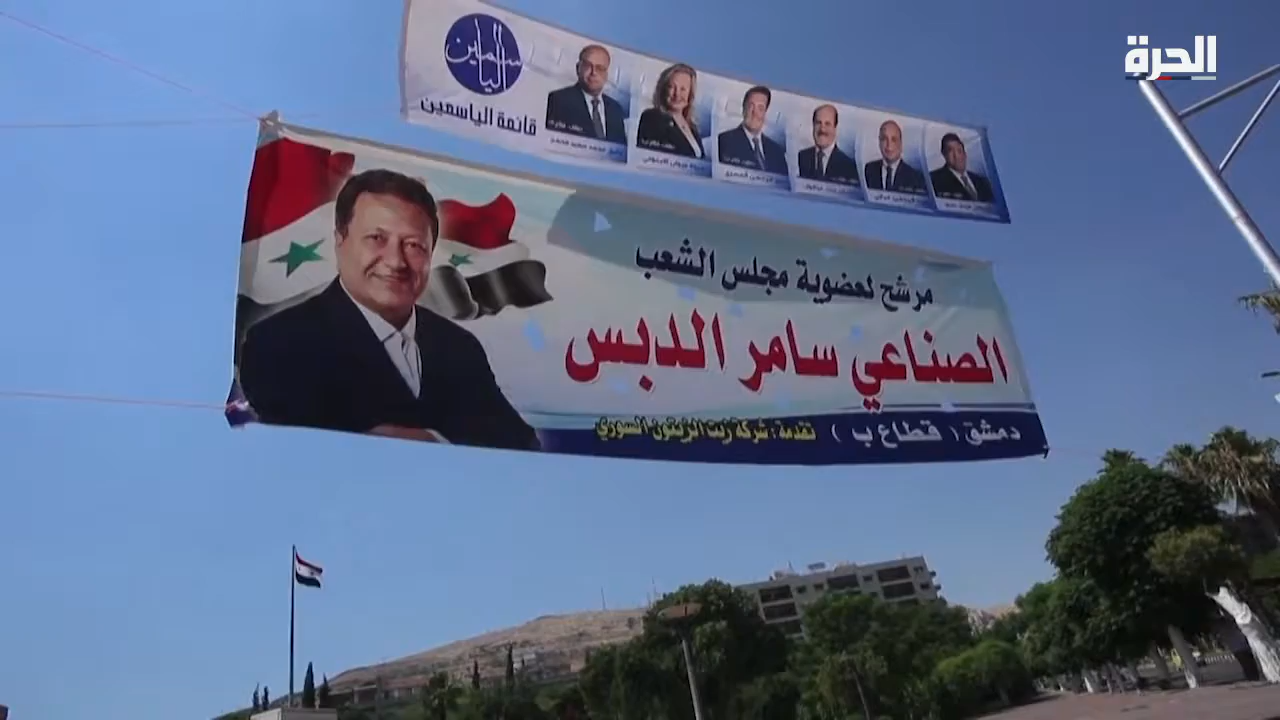 الحرة
الياسمين
قائمة الياسمين
مرشح لعضوية مجلس الشعب
الصناعي سامر الدبس
دمشق ( قطاع ب ) تقدمة : شركة زيت الزيتون السوري